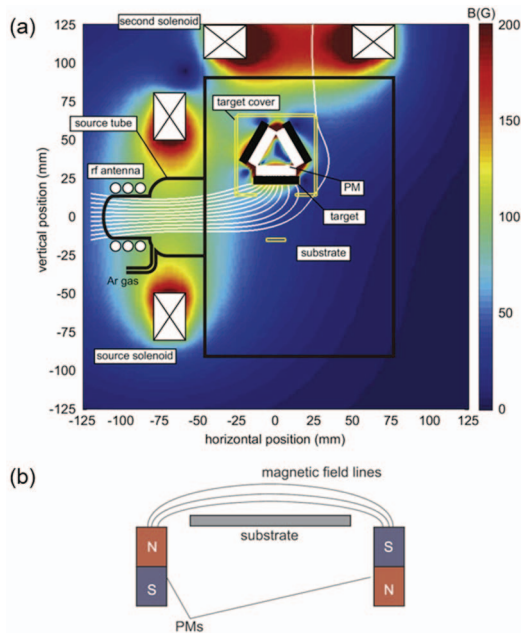 (a)
second solenoid
B(G)
125
100
75
50
25
0
-25
-50
-75
-100
-125
vertical position (mm)
target cover
source tube
rf antenna
PM
target
substrate
Ar gas
source solenoid
200
150
100
50
0
-125 -100 -75 -50 -25 0 25 50 75 100 125
horizontal position (mm)
(b)
magnetic field lines
substrate
N
S
S
N
PMs